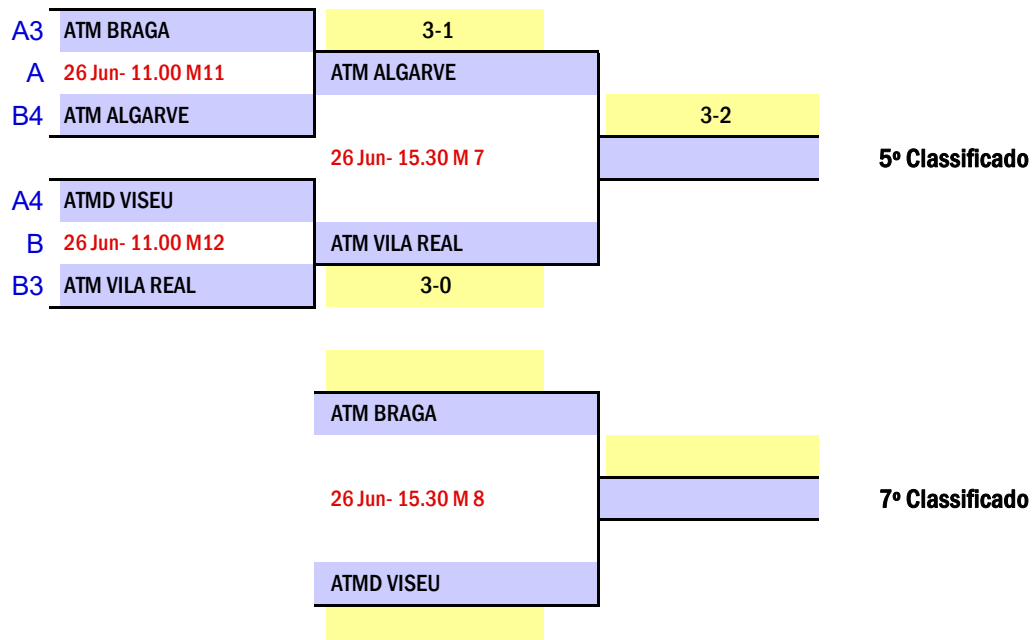 A3 ATM BRAGA 3-1
A 26 Jun- 11.00 M11 ATM ALGARVE
B4 ATM ALGARVE 3-2
26 Jun- 15.30 M 7 5º Classificado
A4 ATMD VISEU
B 26 Jun- 11.00 M12 ATM VILA REAL
B3 ATM VILA REAL 3-0
ATM BRAGA
26 Jun- 15.30 M 8 7º Classificado
ATMD VISEU